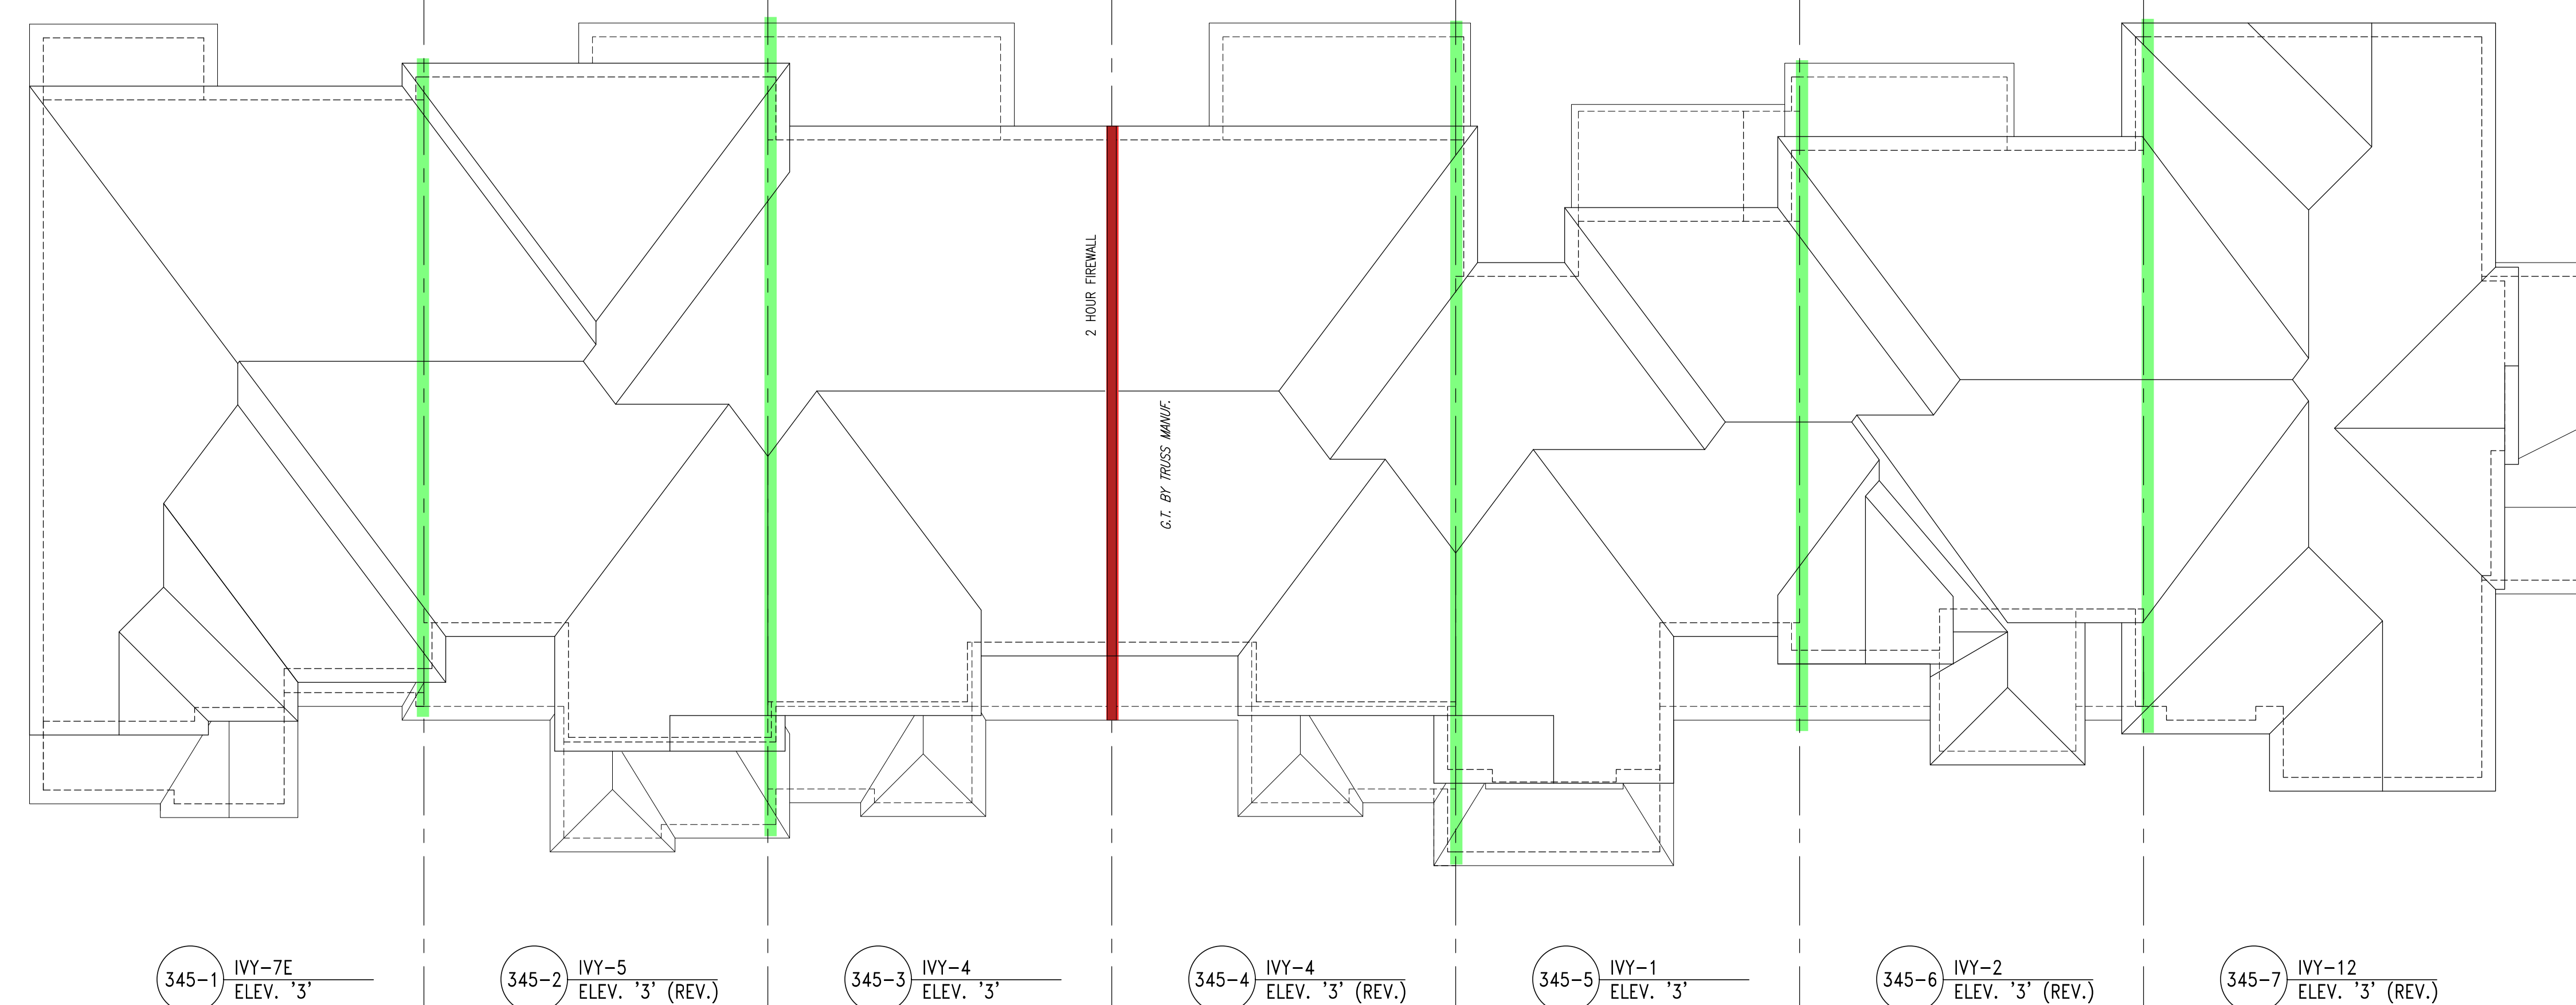 2 HOUR FIREWALL
G.T. BY TRUSS MANUF.
345-1
IVY-7E
ELEV. '3'
345-2
IVY-5
ELEV. '3' (REV.)
345-3
IVY-4
ELEV. '3'
345-4
IVY-4
ELEV. '3' (REV.)
345-5
IVY-1
ELEV. '3'
345-6
IVY-2
ELEV. '3' (REV.)
345-7
IVY-12
ELEV. '3' (REV.)